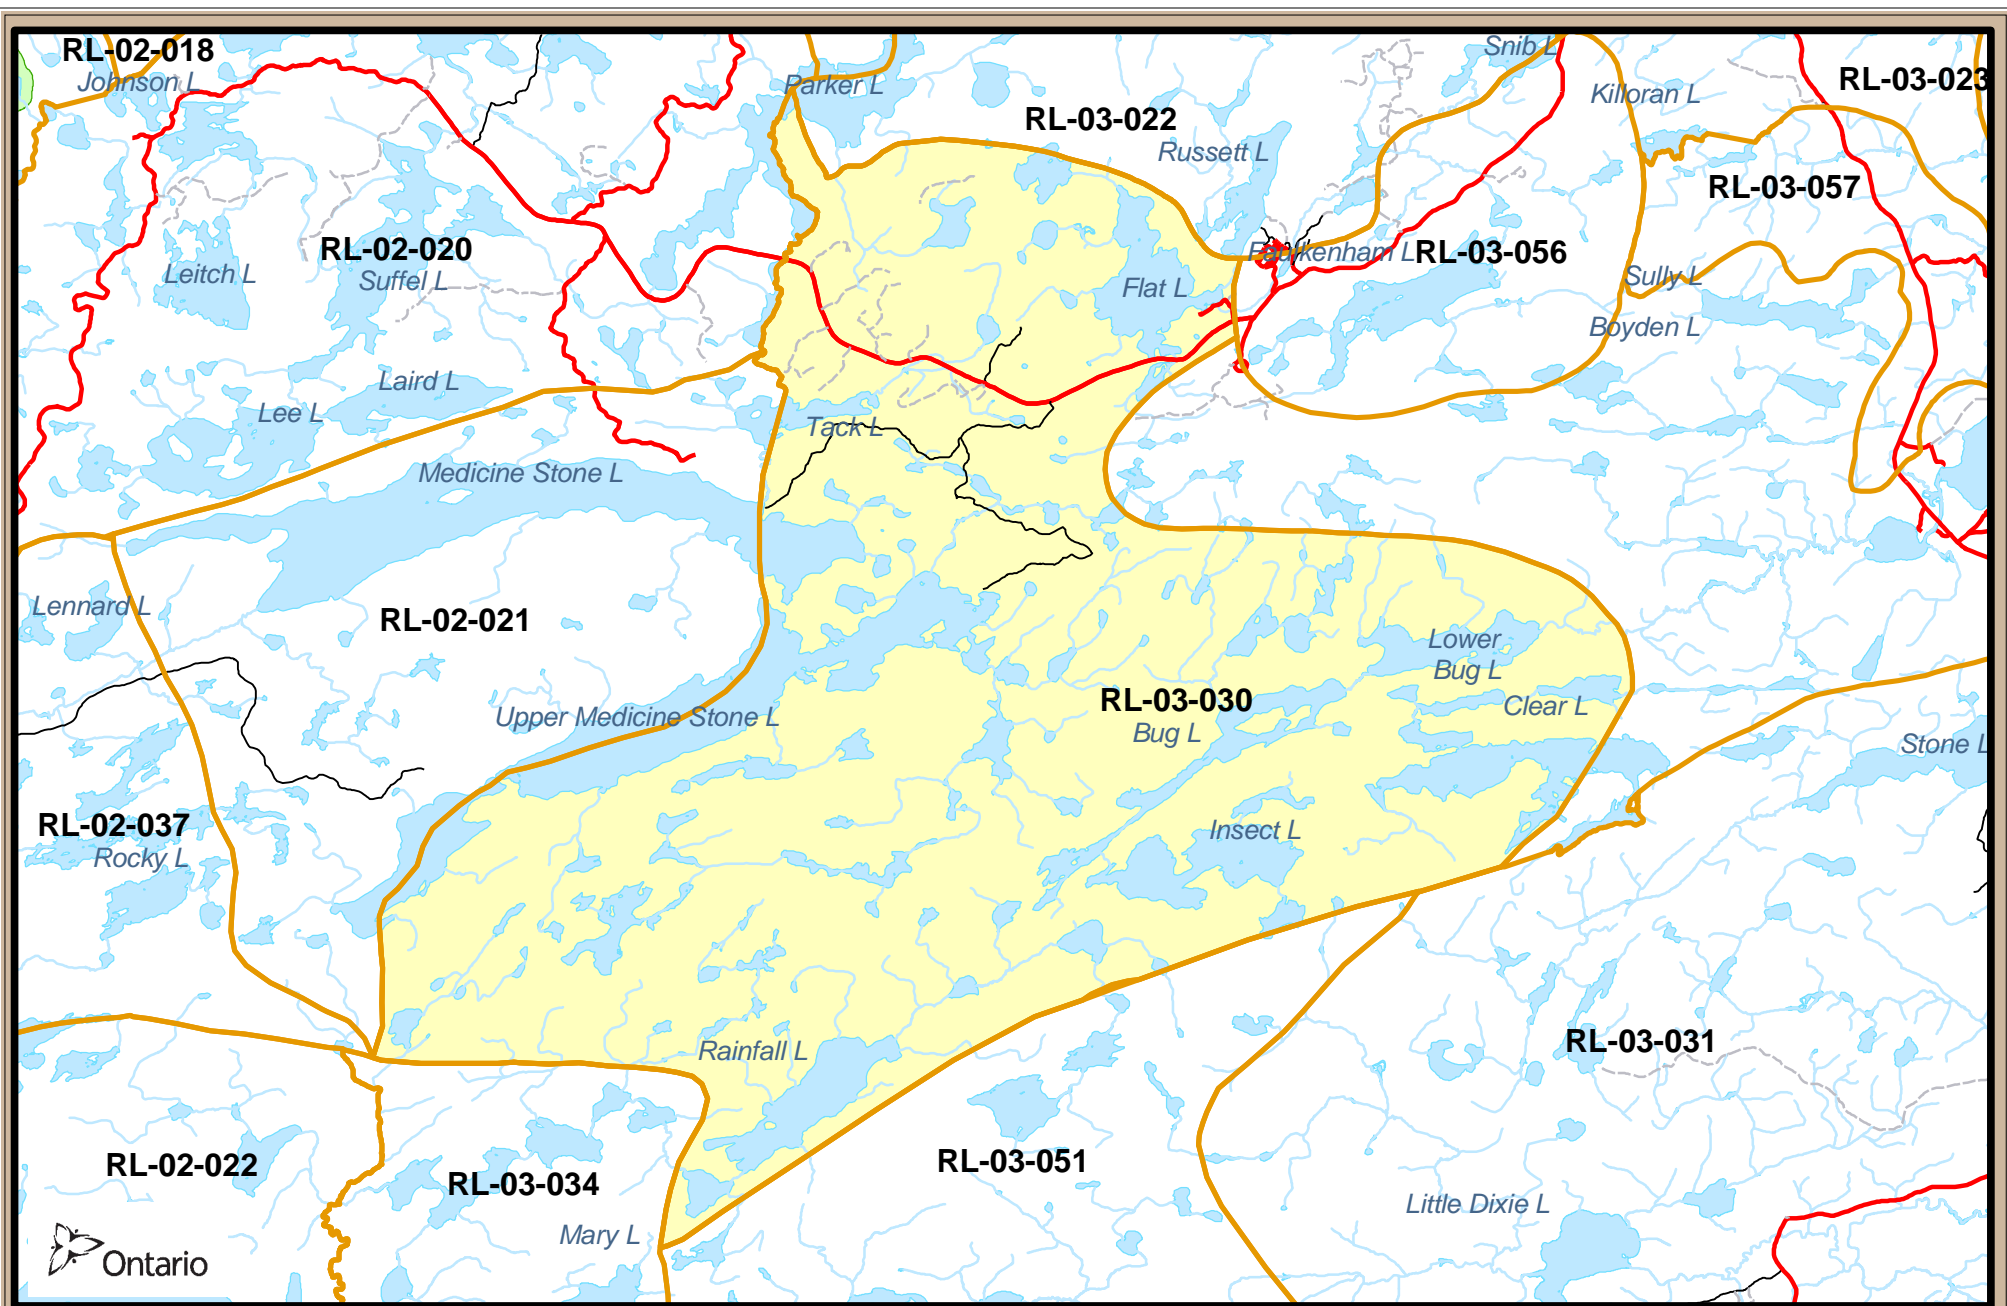 RL-02-018
Johnson L
Parker L
Snib L
RL-03-023
Killoran L
RL-03-022
Russett L
RL-03-057
RL-02-020
Leitch L
Suffel L
Faulkenham L
RL-03-056
Flat L
Sully L
Boyden L
Laird L
Lee L
Tack L
Medicine Stone L
Lennard L
RL-02-021
Lower
Bug L
RL-03-030
Bug L
Clear L
Upper Medicine Stone L
Stone L
RL-02-037
Rocky L
Insect L
Rainfall L
RL-03-031
RL-02-022
RL-03-034
RL-03-051
Little Dixie L
Mary L
Ontario